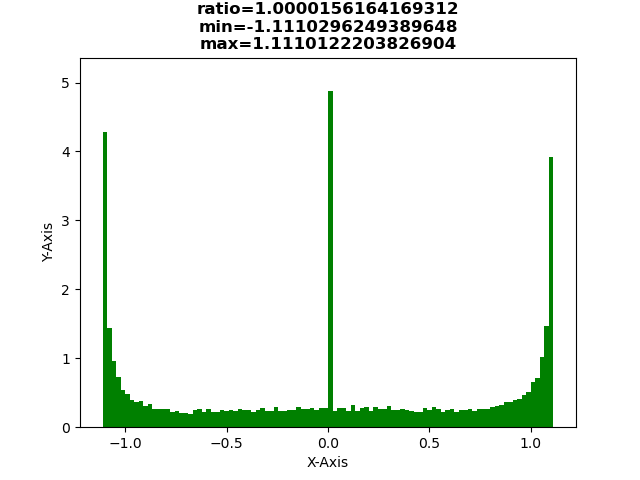 ratio=1.0000156164169312
min=-1.1110296249389648
max=1.1110122203826904
5
4
3
2
1
0
Y-Axis
−1.0 −0.5 0.0 0.5 1.0
X-Axis